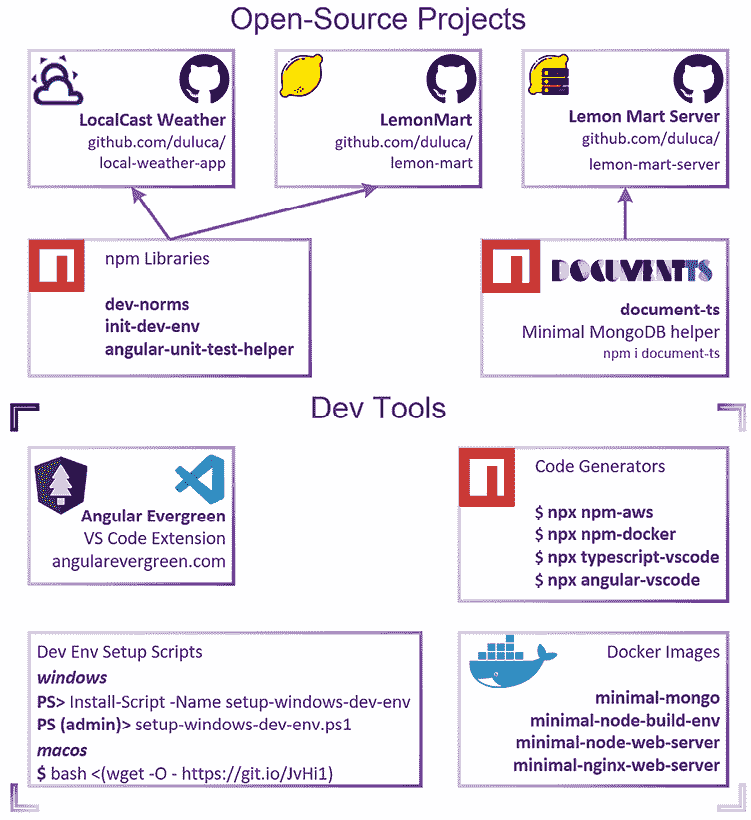 Open-Source Projects
LocalCast Weather
github.com/duluca/
local-weather-app
LemonMart
github.com/duluca/
lemon-mart
Lemon Mart Server
github.com/duluca/
lemon-mart-server
npm Libraries
dev-norms
init-dev-env
angular-unit-test-helper
DOCUMENTTS
document-ts
Minimal MongoDB helper
npm i document-ts
Dev Tools
Angular Evergreen
VS Code Extension
angularevergreen.com
Code Generators
$ npx npm-aws
$ npx npm-docker
$ npx typescript-vscode
$ npx angular-vscode
Dev Env Setup Scripts
windows
PS> Install-Script -Name setup-windows-dev-env
PS (admin)> setup-windows-dev-env.ps1
macos
$ bash <(wget -O - https://git.io/JvHi1)
Docker Images
minimal-mongo
minimal-node-build-env
minimal-node-web-server
minimal-nginx-web-server